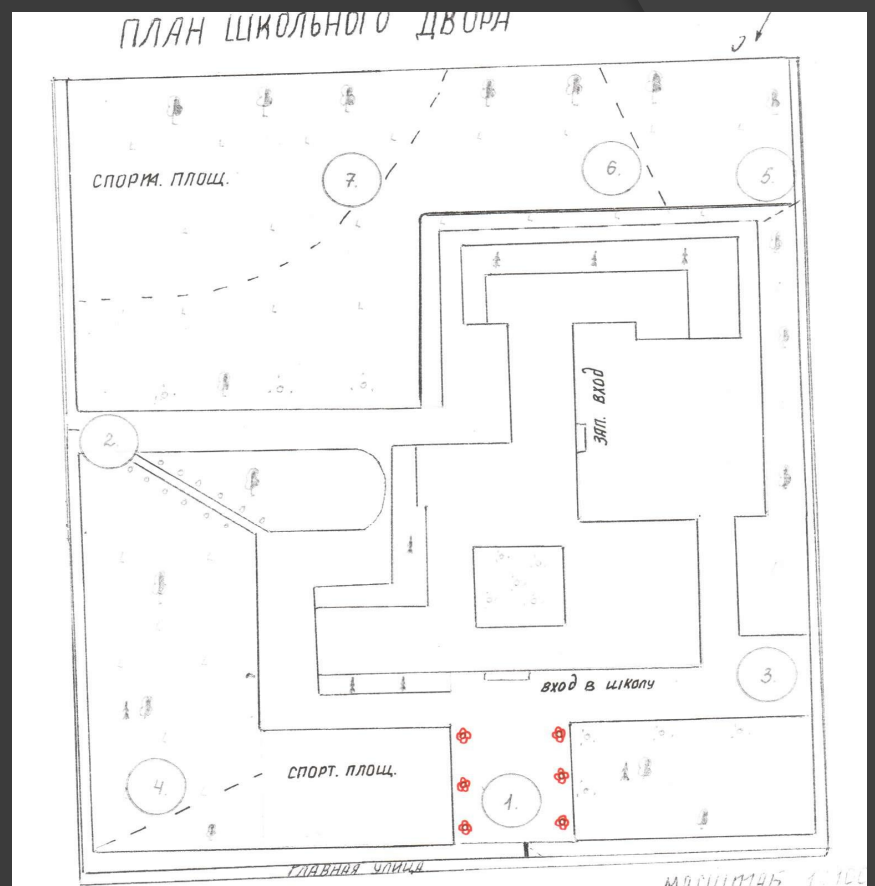 ПЛАН ШКОЛЬНОГО ДВОРА
СПОРТ. ПЛОЩ.
7.
6.
5.
ЗАП. ВХОД
2.
3.
ВХОД В ШКОЛУ
4.
СПОРТ. ПЛОЩ.
1.
ГЛАВНАЯ УЛИЦА
МАСШТАБ